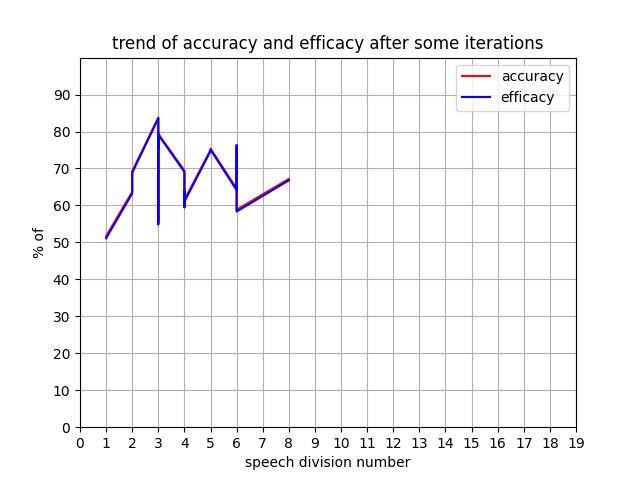 trend of accuracy and efficacy after some iterations
accuracy
efficacy
90
80
70
60
50
40
30
20
10
0
% of
0 1 2 3 4 5 6 7 8 9 10 11 12 13 14 15 16 17 18 19
speech division number